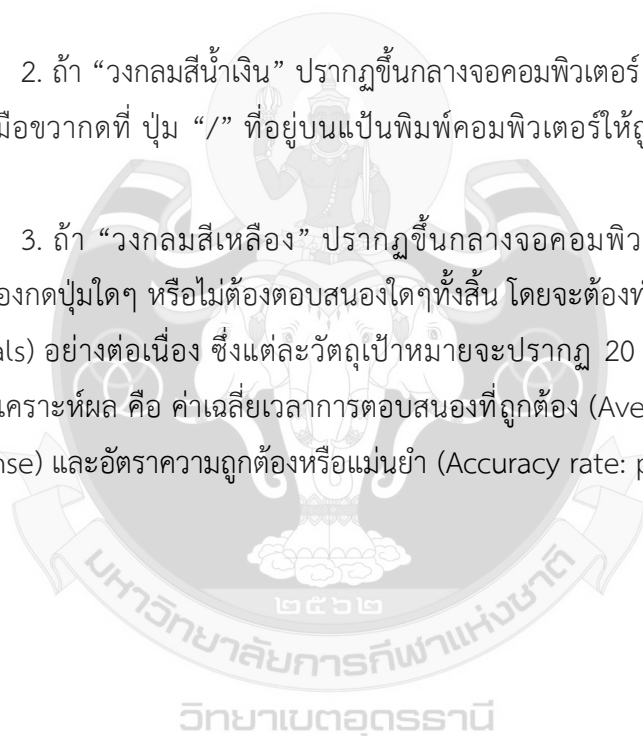 2. ถ้า “วงกลมสีน้ำเงิน” ปรากฏขึ้นกลางจอคอมพิวเตอร์
มือขวากดที่ ปุ่ม “/” ที่อยู่บนแป้นพิมพ์คอมพิวเตอร์ให้ถู
3. ถ้า “วงกลมสีเหลือง” ปรากฏขึ้นกลางจอคอมพิว
องกดปุ่มใดๆ หรือไม่ต้องตอบสนองใดๆทั้งสิ้น โดยจะต้องทำ
als) อย่างต่อเนื่อง ซึ่งแต่ละวัตถุเป้าหมายจะปรากฏ 20
เคราะห์ผล คือ ค่าเฉลี่ยเวลาการตอบสนองที่ถูกต้อง (Ave
nse) และอัตราความถูกต้องหรือแม่นยำ (Accuracy rate: p
๒๕๖๒
มหาวิทยาลัยการกีฬาแห่งชาติ
วิทยาเขตอุดรธานี